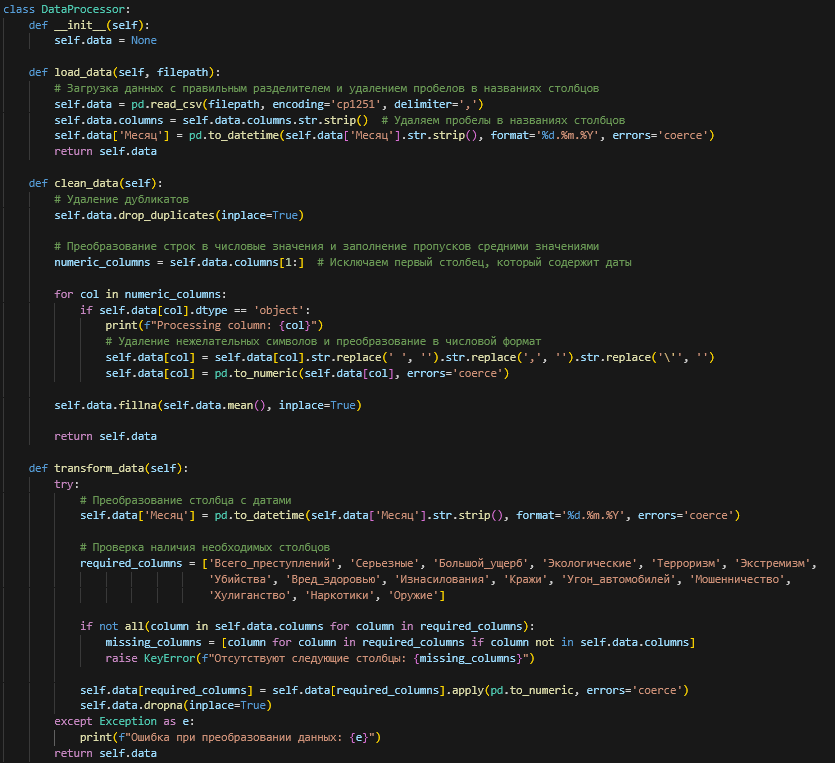 class DataProcessor:
def __init__(self):
self.data = None
def load_data(self, filepath):
# Загрузка данных с правильным разделителем и удалением пробелов в названиях столбцов
self.data = pd.read_csv(filepath, encoding='cp1251', delimiter=',')
self.data.columns = self.data.columns.str.strip()  # Удаляем пробелы в названиях столбцов
self.data['Месяц'] = pd.to_datetime(self.data['Месяц'].str.strip(), format='%d.%m.%Y', errors='coerce')
return self.data
def clean_data(self):
# Удаление дубликатов
self.data.drop_duplicates(inplace=True)
# Преобразование строк в числовые значения и заполнение пропусков средними значениями
numeric_columns = self.data.columns[1:]  # Исключаем первый столбец, который содержит даты
for col in numeric_columns:
if self.data[col].dtype == 'object':
print(f"Processing column: {col}")
# Удаление нежелательных символов и преобразование в числовой формат
self.data[col] = self.data[col].str.replace(' ', '').str.replace(',', '').str.replace('\'', '')
self.data[col] = pd.to_numeric(self.data[col], errors='coerce')
self.data.fillna(self.data.mean(), inplace=True)
return self.data
def transform_data(self):
try:
# Преобразование столбца с датами
self.data['Месяц'] = pd.to_datetime(self.data['Месяц'].str.strip(), format='%d.%m.%Y', errors='coerce')
# Проверка наличия необходимых столбцов
required_columns = ['Всего_преступлений', 'Серьезные', 'Большой_ущерб', 'Экологические', 'Терроризм', 'Экстремизм',
'Убийства', 'Вред_здоровью', 'Изнасилования', 'Кражи', 'Угон_автомобилей', 'Мошенничество',
'Хулиганство', 'Наркотики', 'Оружие']
if not all(column in self.data.columns for column in required_columns):
missing_columns = [column for column in required_columns if column not in self.data.columns]
raise KeyError(f"Отсутствуют следующие столбцы: {missing_columns}")
self.data[required_columns] = self.data[required_columns].apply(pd.to_numeric, errors='coerce')
self.data.dropna(inplace=True)
except Exception as e:
print(f"Ошибка при преобразовании данных: {e}")
return self.data